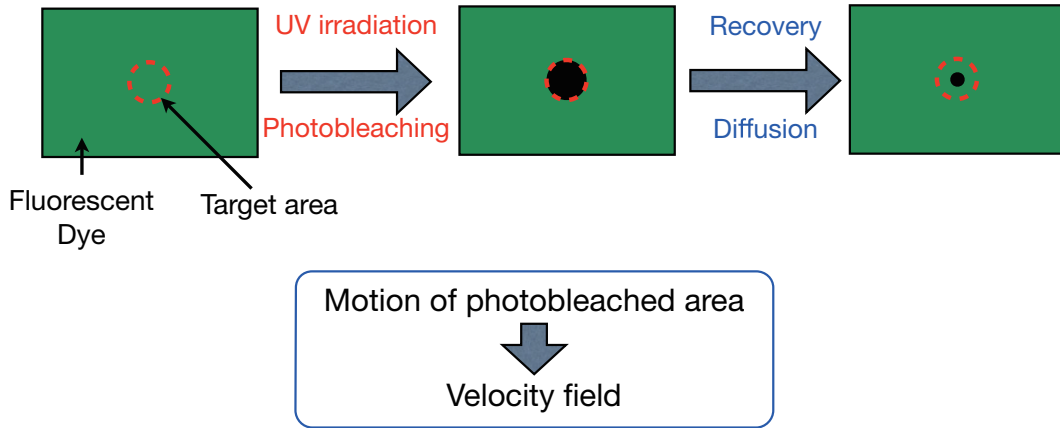 UV irradiation
Photobleaching
Recovery
Diffusion
Fluorescent
Dye
Target area
Motion of photobleached area
Velocity field